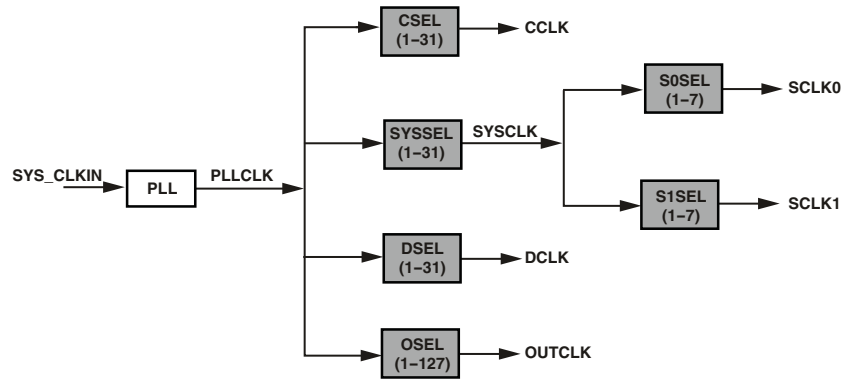 CSEL
(1–31)
CCLK
S0SEL
(1–7)
SCLK0
SYSSEL
(1–31)
SYSCLK
SYS_CLKIN
PLL
PLLCLK
S1SEL
(1–7)
SCLK1
DSEL
(1–31)
DCLK
OSEL
(1–127)
OUTCLK